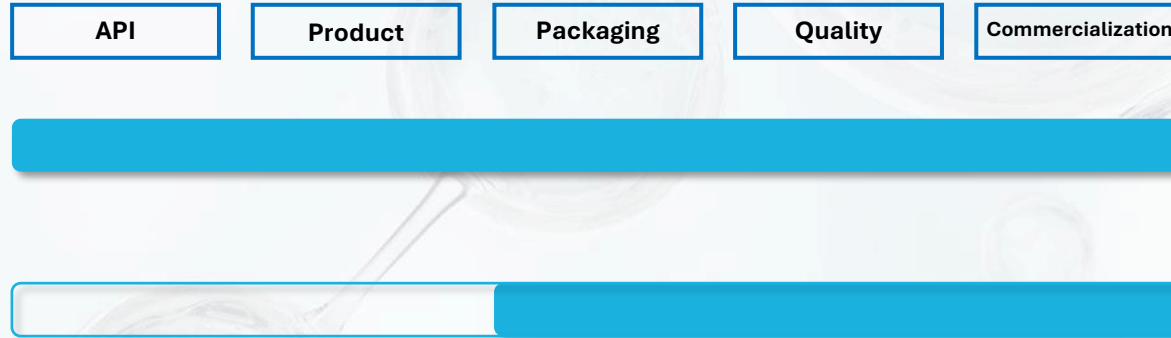 API
Product
Packaging
Quality
Commercialization